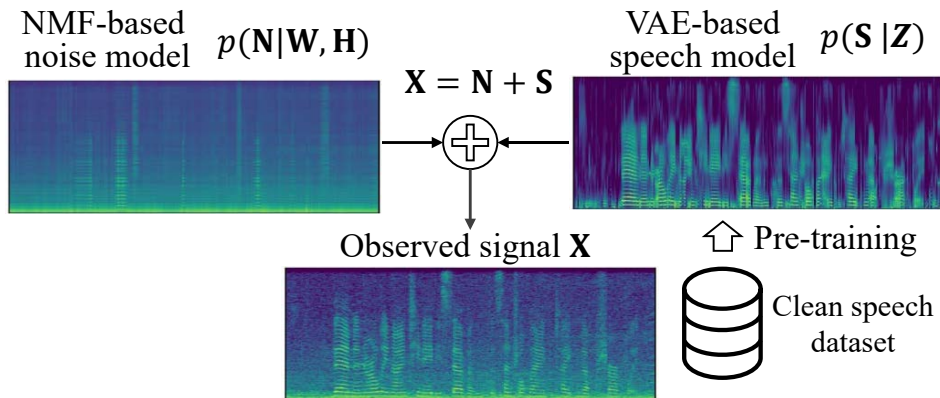 NMF-based
noise model
p(N|W, H)
VAE-based
speech model
p(S |Z)
X = N + S
Observed signal X
Pre-training
Clean speech
dataset